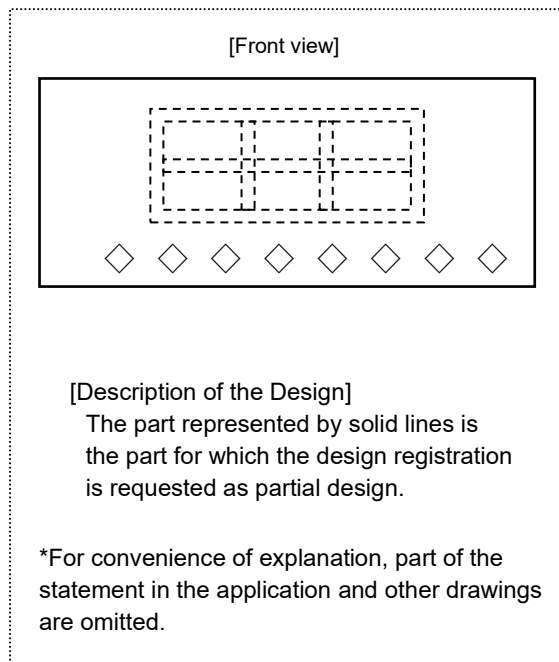 [Front view]
[Description of the Design]
The part represented by solid lines is
the part for which the design registration
is requested as partial design.
*For convenience of explanation, part of the
statement in the application and other drawings
are omitted.